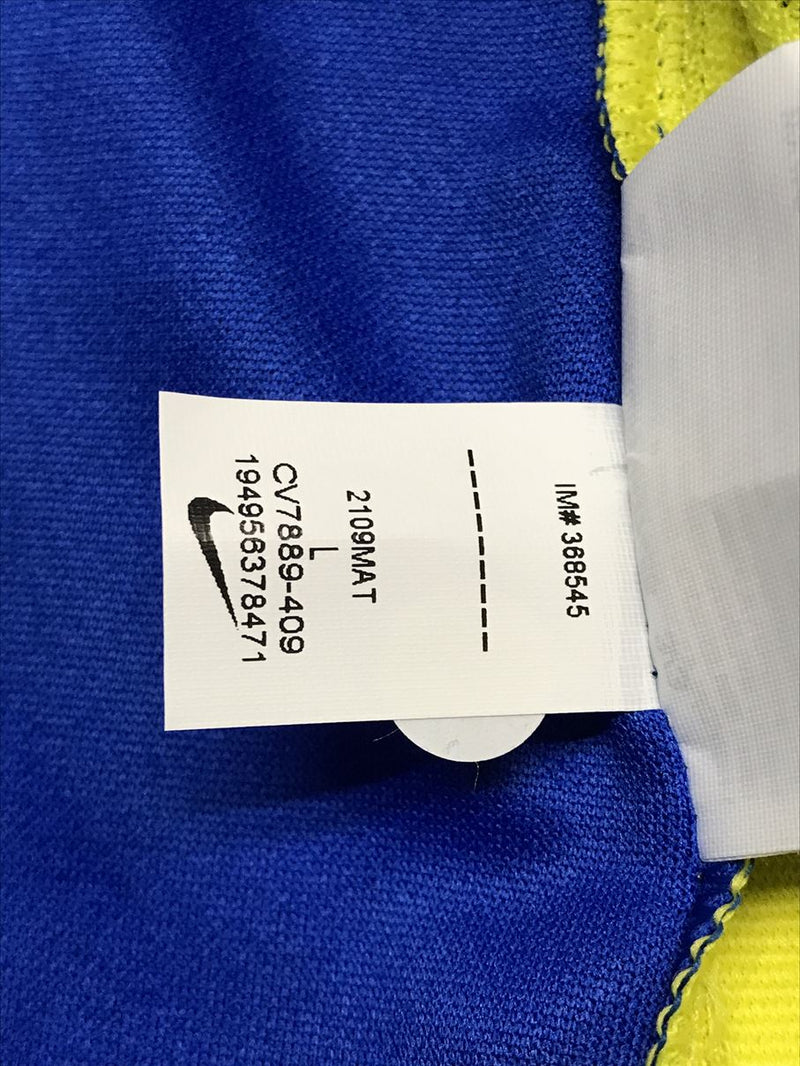 IM# 368545
--------
2109MAT
L
CV7889-409
194956378471